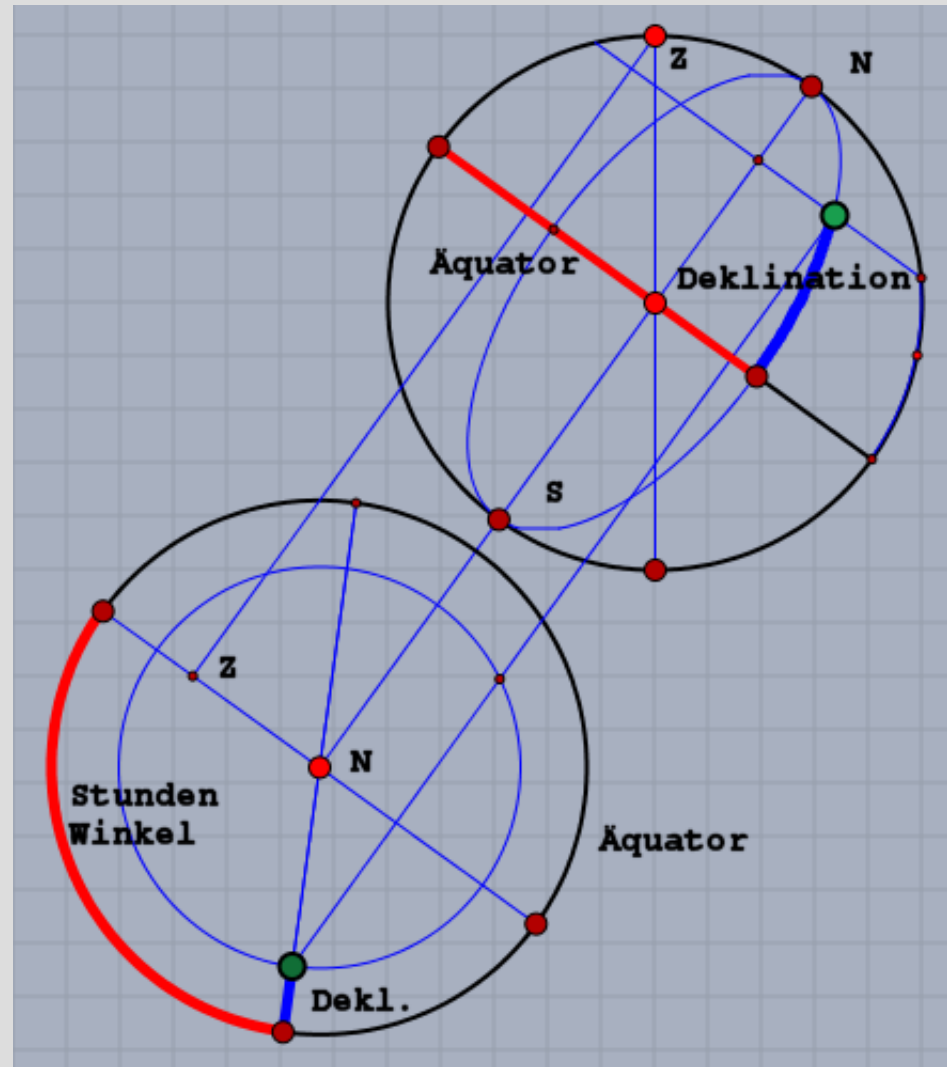 Z
N
Äquator
Deklination
S
Z
N
Stunden
Winkel
Äquator
Dekl.